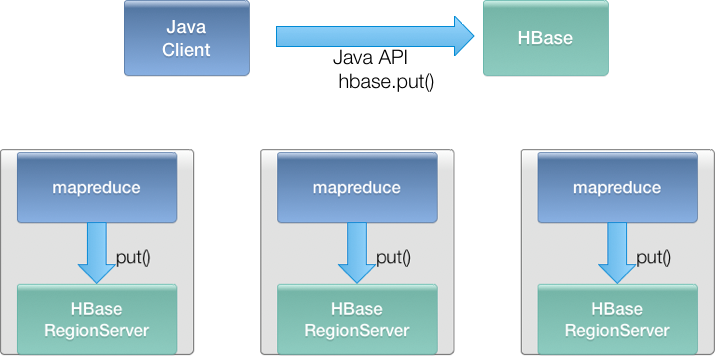 Java
Client
Java API
hbase.put()
HBase
mapreduce
put()
HBase
RegionServer
mapreduce
put()
HBase
RegionServer
mapreduce
put()
HBase
RegionServer